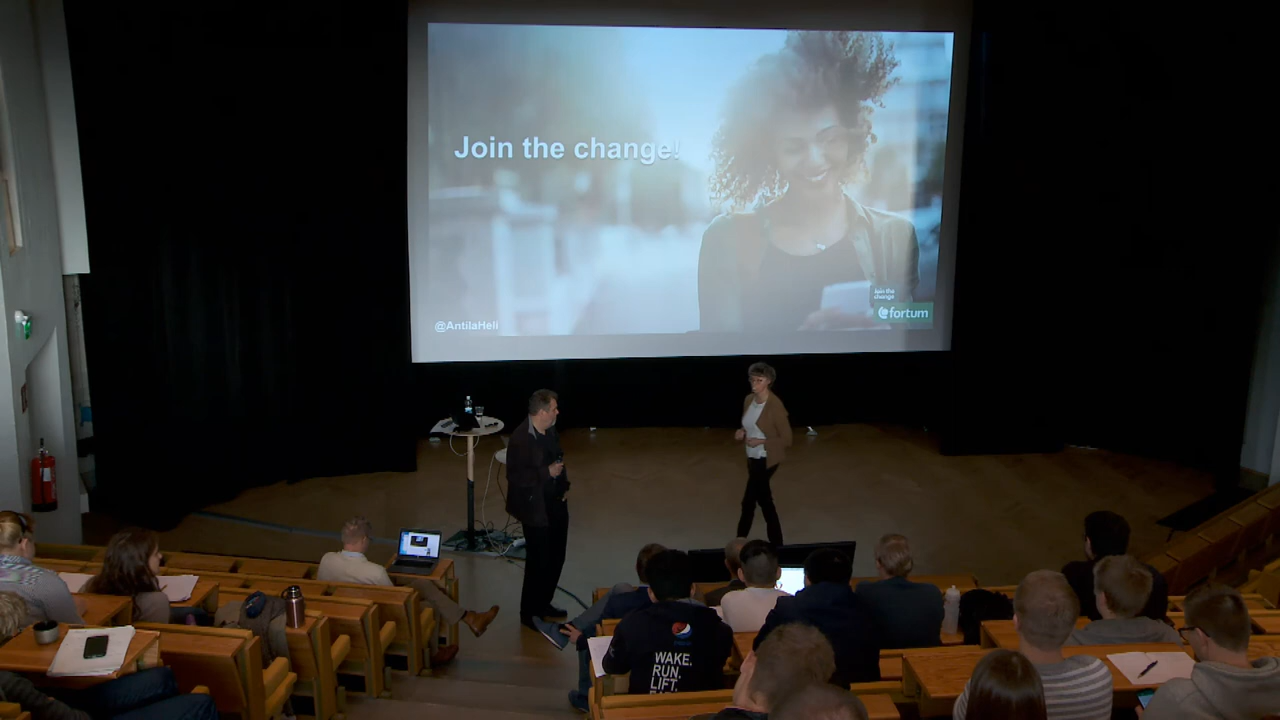 Join the change!
Join the
change
fortum
@AntilaHeli
WAKE.
RUN.
LIFT.